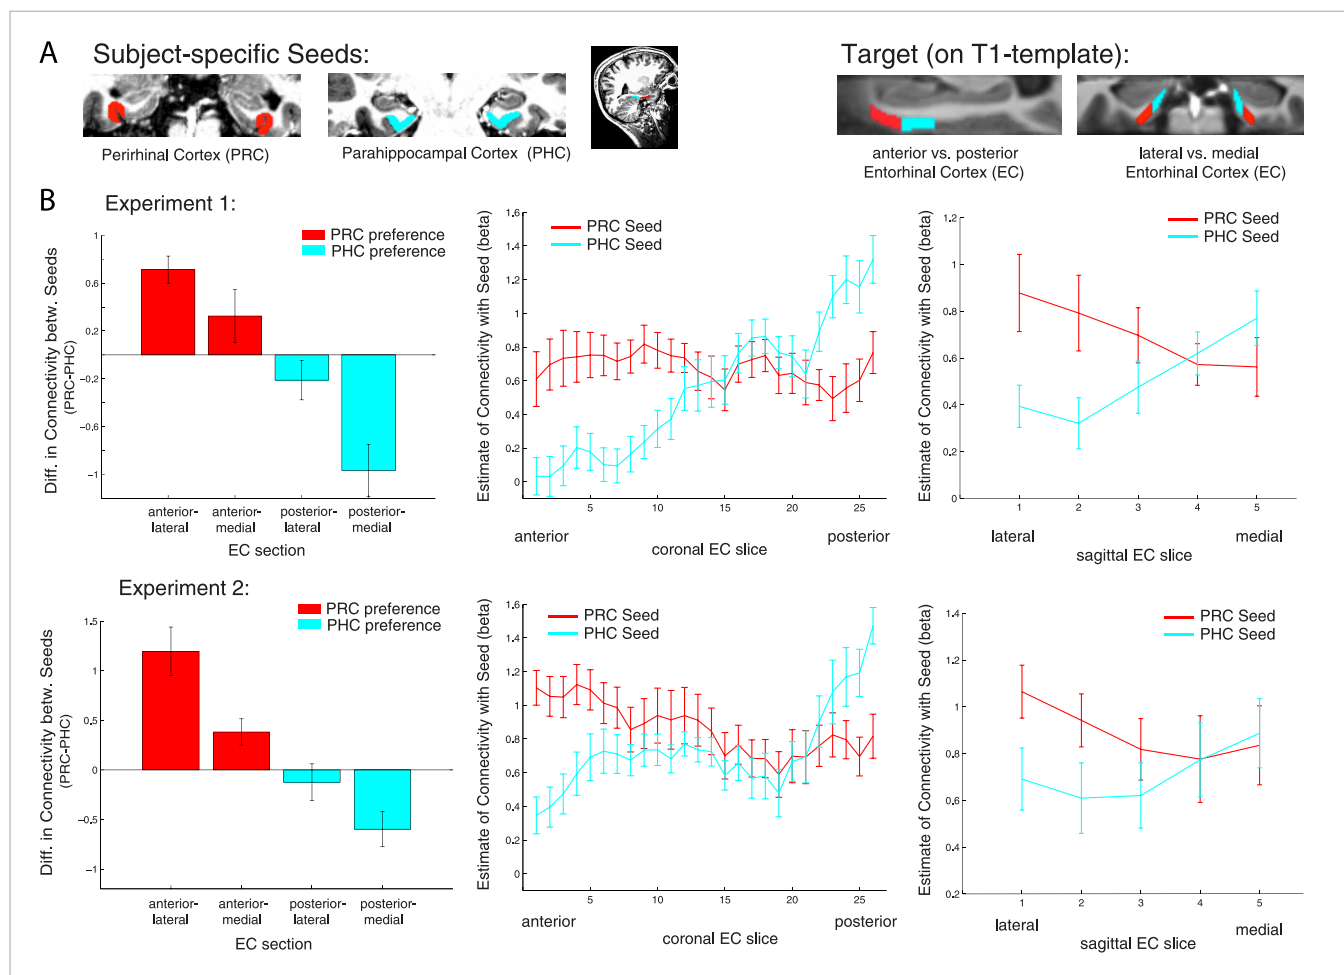 A
Subject-specific Seeds:
Target (on T1-template):
Perirhinal Cortex (PRC)
Parahippocampal Cortex (PHC)
anterior vs. posterior
Entorhinal Cortex (EC)
lateral vs. medial
Entorhinal Cortex (EC)
B
Experiment 1:
Diff. in Connectivity betw. Seeds
(PRC-PHC)
1
0.6
0.2
−0.2
−0.6
−1
PRC preference
PHC preference
anterior-
lateral
anterior-
medial
posterior-
lateral
posterior-
medial
EC section
Estimate of Connectivity with Seed (beta)
1.6
1.4
1.2
1
0.8
0.6
0.4
0.2
0
PRC Seed
PHC Seed
5
10
15
20
25
anterior
coronal EC slice
posterior
Estimate of Connectivity with Seed (beta)
1.2
1
0.8
0.6
0.4
0.2
0
PRC Seed
PHC Seed
1
2
3
4
5
lateral
sagittal EC slice
medial
Experiment 2:
Diff. in Connectivity betw. Seeds
(PRC-PHC)
1.5
1
0.5
0
−0.5
−1
PRC preference
PHC preference
anterior-
lateral
anterior-
medial
posterior-
lateral
posterior-
medial
EC section
Estimate of Connectivity with Seed (beta)
1.6
1.4
1.2
1
0.8
0.6
0.4
0.2
0
PRC Seed
PHC Seed
5
10
15
20
25
anterior
coronal EC slice
posterior
Estimate of Connectivity with Seed (beta)
1.4
1.2
1
0.8
0.6
0.4
0.2
PRC Seed
PHC Seed
1
2
3
4
5
lateral
sagittal EC slice
medial